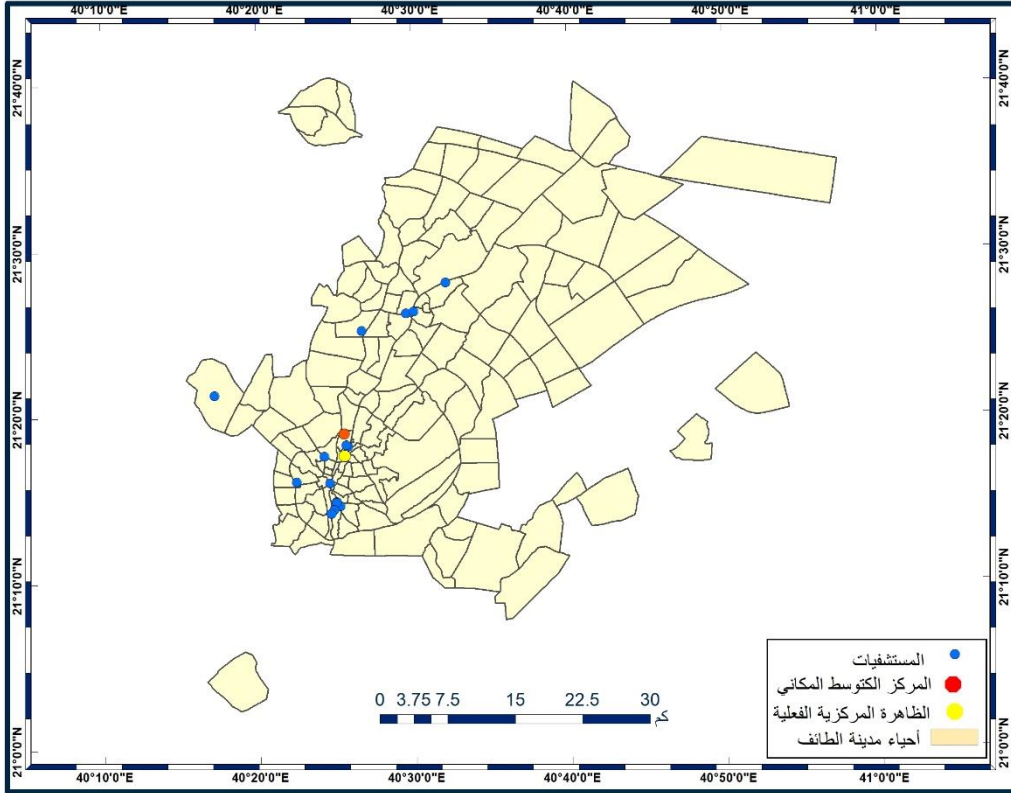 40°10'0"E 40°20'0"E 40°30'0"E 40°40'0"E 40°50'0"E 41°0'0"E
21°40'0"N 21°40'0"N
21°30'0"N 21°30'0"N
21°20'0"N 21°20'0"N
21°10'0"N 21°10'0"N
21°0'0"N 21°0'0"N
المستشفيات
المركز الكتوسط المكاني
الظاهرة المركزية الفعلية
أحياء مدينة الطائف
0 3.75 7.5 15 22.5 30
كم
40°10'0"E 40°20'0"E 40°30'0"E 40°40'0"E 40°50'0"E 41°0'0"E